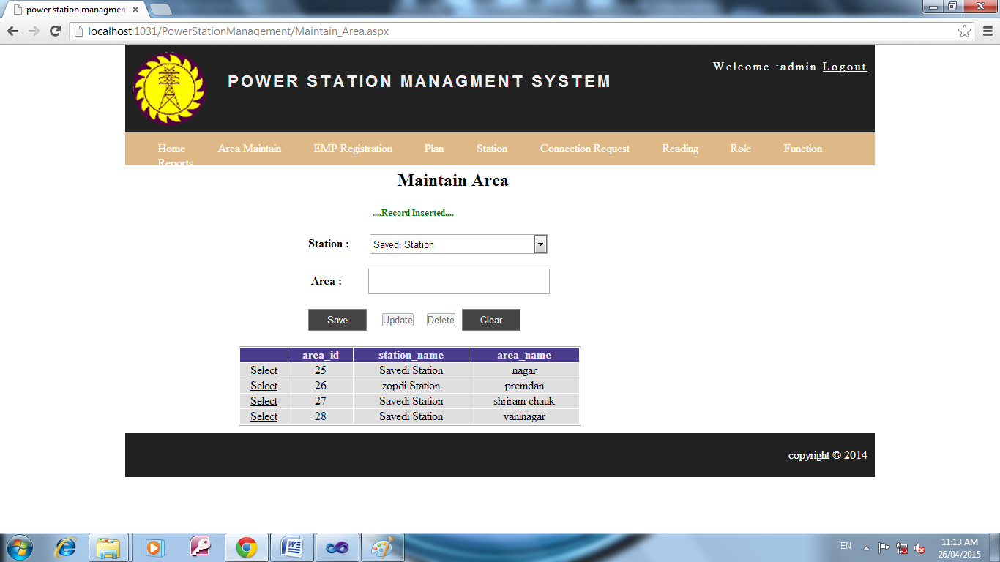 power station managmen
localhost:1031/PowerStationManagement/Maintain_Area.aspx
POWER STATION MANAGMENT SYSTEM
Welcome :admin Logout
Home Area Maintain EMP Registration Plan Station Connection Request Reading Role Function
Reports
Maintain Area
....Record Inserted....
Station : Savedi Station
Area :
Save Update Delete Clear
area_id station_name area_name
Select 25 Savedi Station nagar
Select 26 zopdi Station premdan
Select 27 Savedi Station shriram chauk
Select 28 Savedi Station vaninagar
copyright © 2014
EN 11:13 AM
26/04/2015